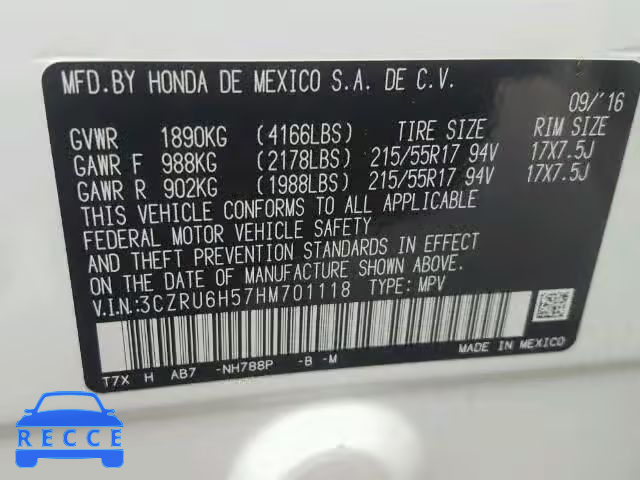 MFD.BY HONDA DE MEXICO S.A. DE C.V.
09/'16
GVWR 1890KG (4166LBS) TIRE SIZE RIM SIZE
GAWR F 988KG (2178LBS) 215/55R17 94V 17X7.5J
GAWR R 902KG (1988LBS) 215/55R17 94V 17X7.5J
THIS VEHICLE CONFORMS TO ALL APPLICABLE
FEDERAL MOTOR VEHICLE SAFETY
AND THEFT PREVENTION STANDARDS IN EFFECT
ON THE DATE OF MANUFACTURE SHOWN ABOVE.
V.I.N:3CZRU6H57HM701118 TYPE: MPV
T7X H AB7 -NH788P -B -M MADE IN MEXICO
RECCE